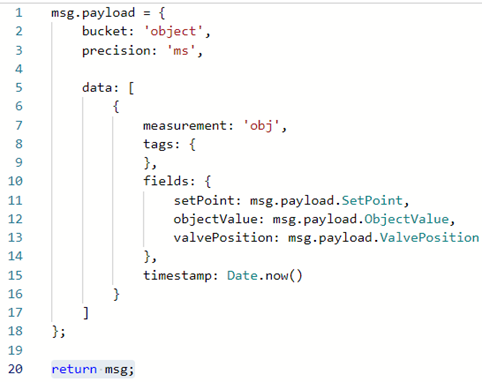 1 msg.payload = {
2     bucket: 'object',
3     precision: 'ms',
4
5     data: [
6         {
7             measurement: 'obj',
8             tags: {
9             },
10             fields: {
11                 setPoint: msg.payload.SetPoint,
12                 objectValue: msg.payload.ObjectValue,
13                 valvePosition: msg.payload.ValvePosition
14             },
15             timestamp: Date.now()
16         }
17     ]
18 };
19
20 return msg;